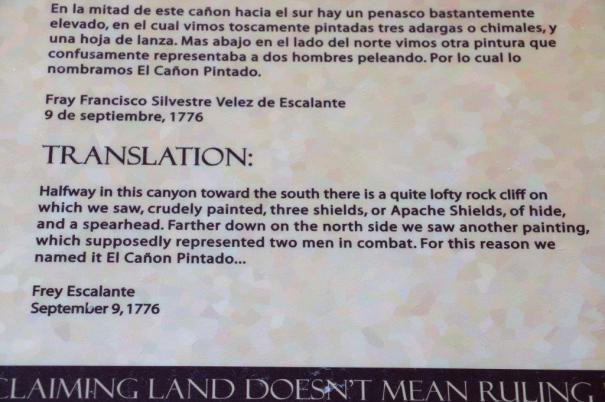 En la mitad de este cañon hacia el sur hay un penasco bastantemente
elevado, en el cual vimos toscamente pintadas tres adargas o chimales, y
una hoja de lanza. Mas abajo en el lado del norte vimos otra pintura que
confusamente representaba a dos hombres peleando. Por lo cual lo
nombramos El Cañon Pintado.
Fray Francisco Silvestre Velez de Escalante
9 de septiembre, 1776
TRANSLATION:
Halfway in this canyon toward the south there is a quite lofty rock cliff on
which we saw, crudely painted, three shields, or Apache Shields, of hide,
and a spearhead. Farther down on the north side we saw another painting,
which supposedly represented two men in combat. For this reason we
named it El Cañon Pintado...
Frey Escalante
September 9, 1776
CLAIMING LAND DOESN'T MEAN RULING